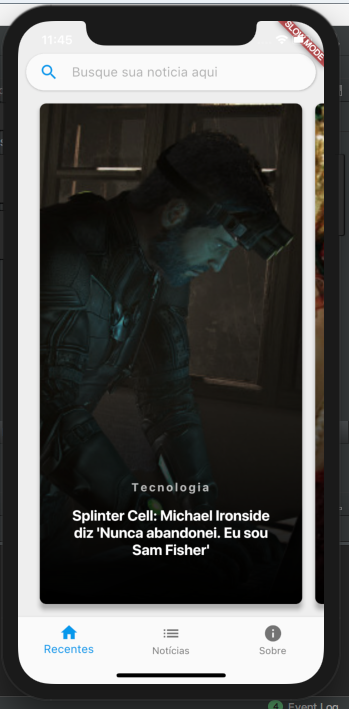 11:45
SLOW MODE
Busque sua noticia aqui
Tecnologia
Splinter Cell: Michael Ironside
diz 'Nunca abandonei. Eu sou
Sam Fisher'
Recentes
Notícias
Sobre
4 Event Log